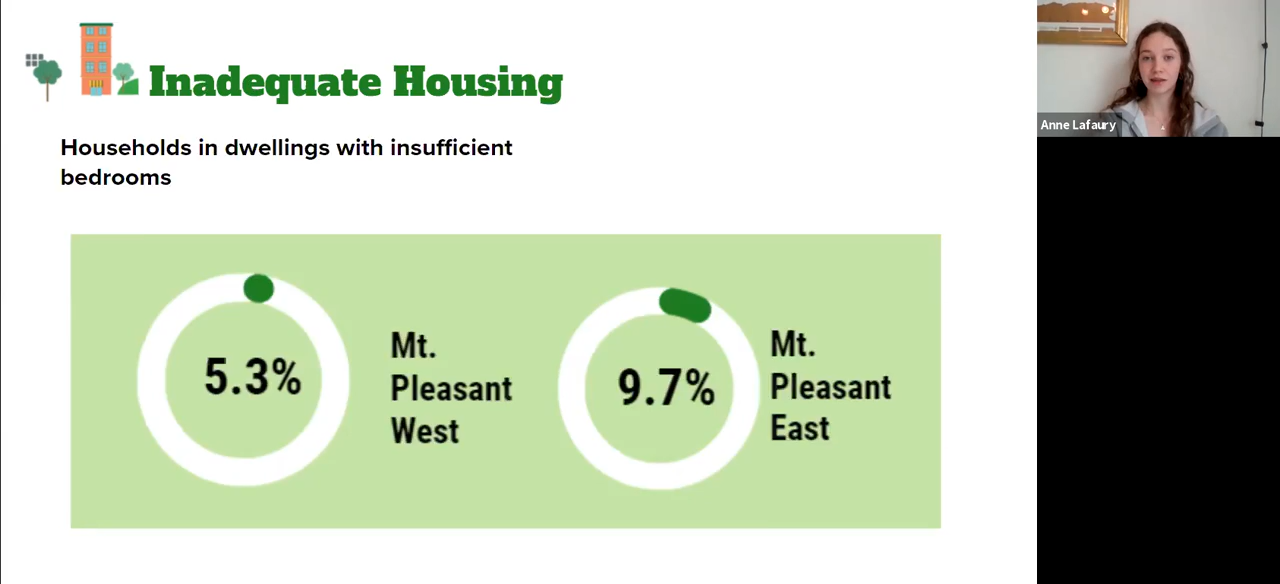 Inadequate Housing
Households in dwellings with insufficient
bedrooms
5.3%
Mt.
Pleasant
West
9.7%
Mt.
Pleasant
East
Anne Lafaury